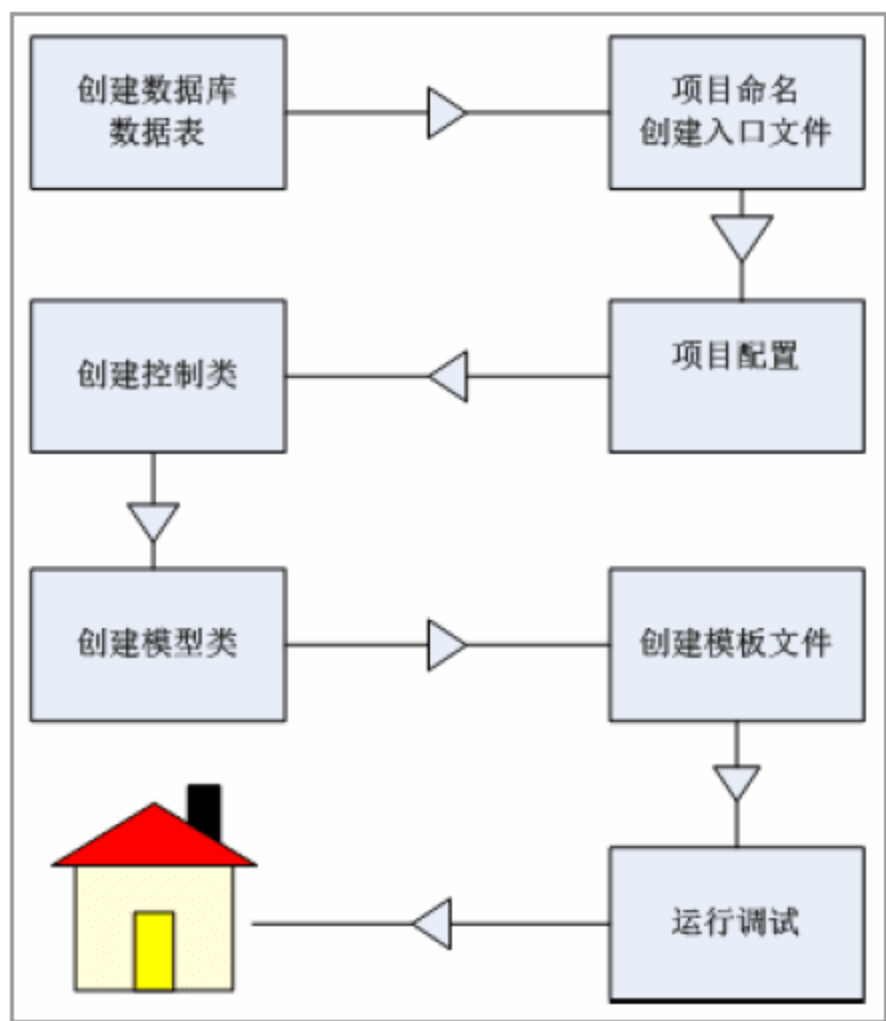 创建数据库
数据表
项目命名
创建入口文件
项目配置
创建控制类
创建模型类
创建模板文件
运行调试